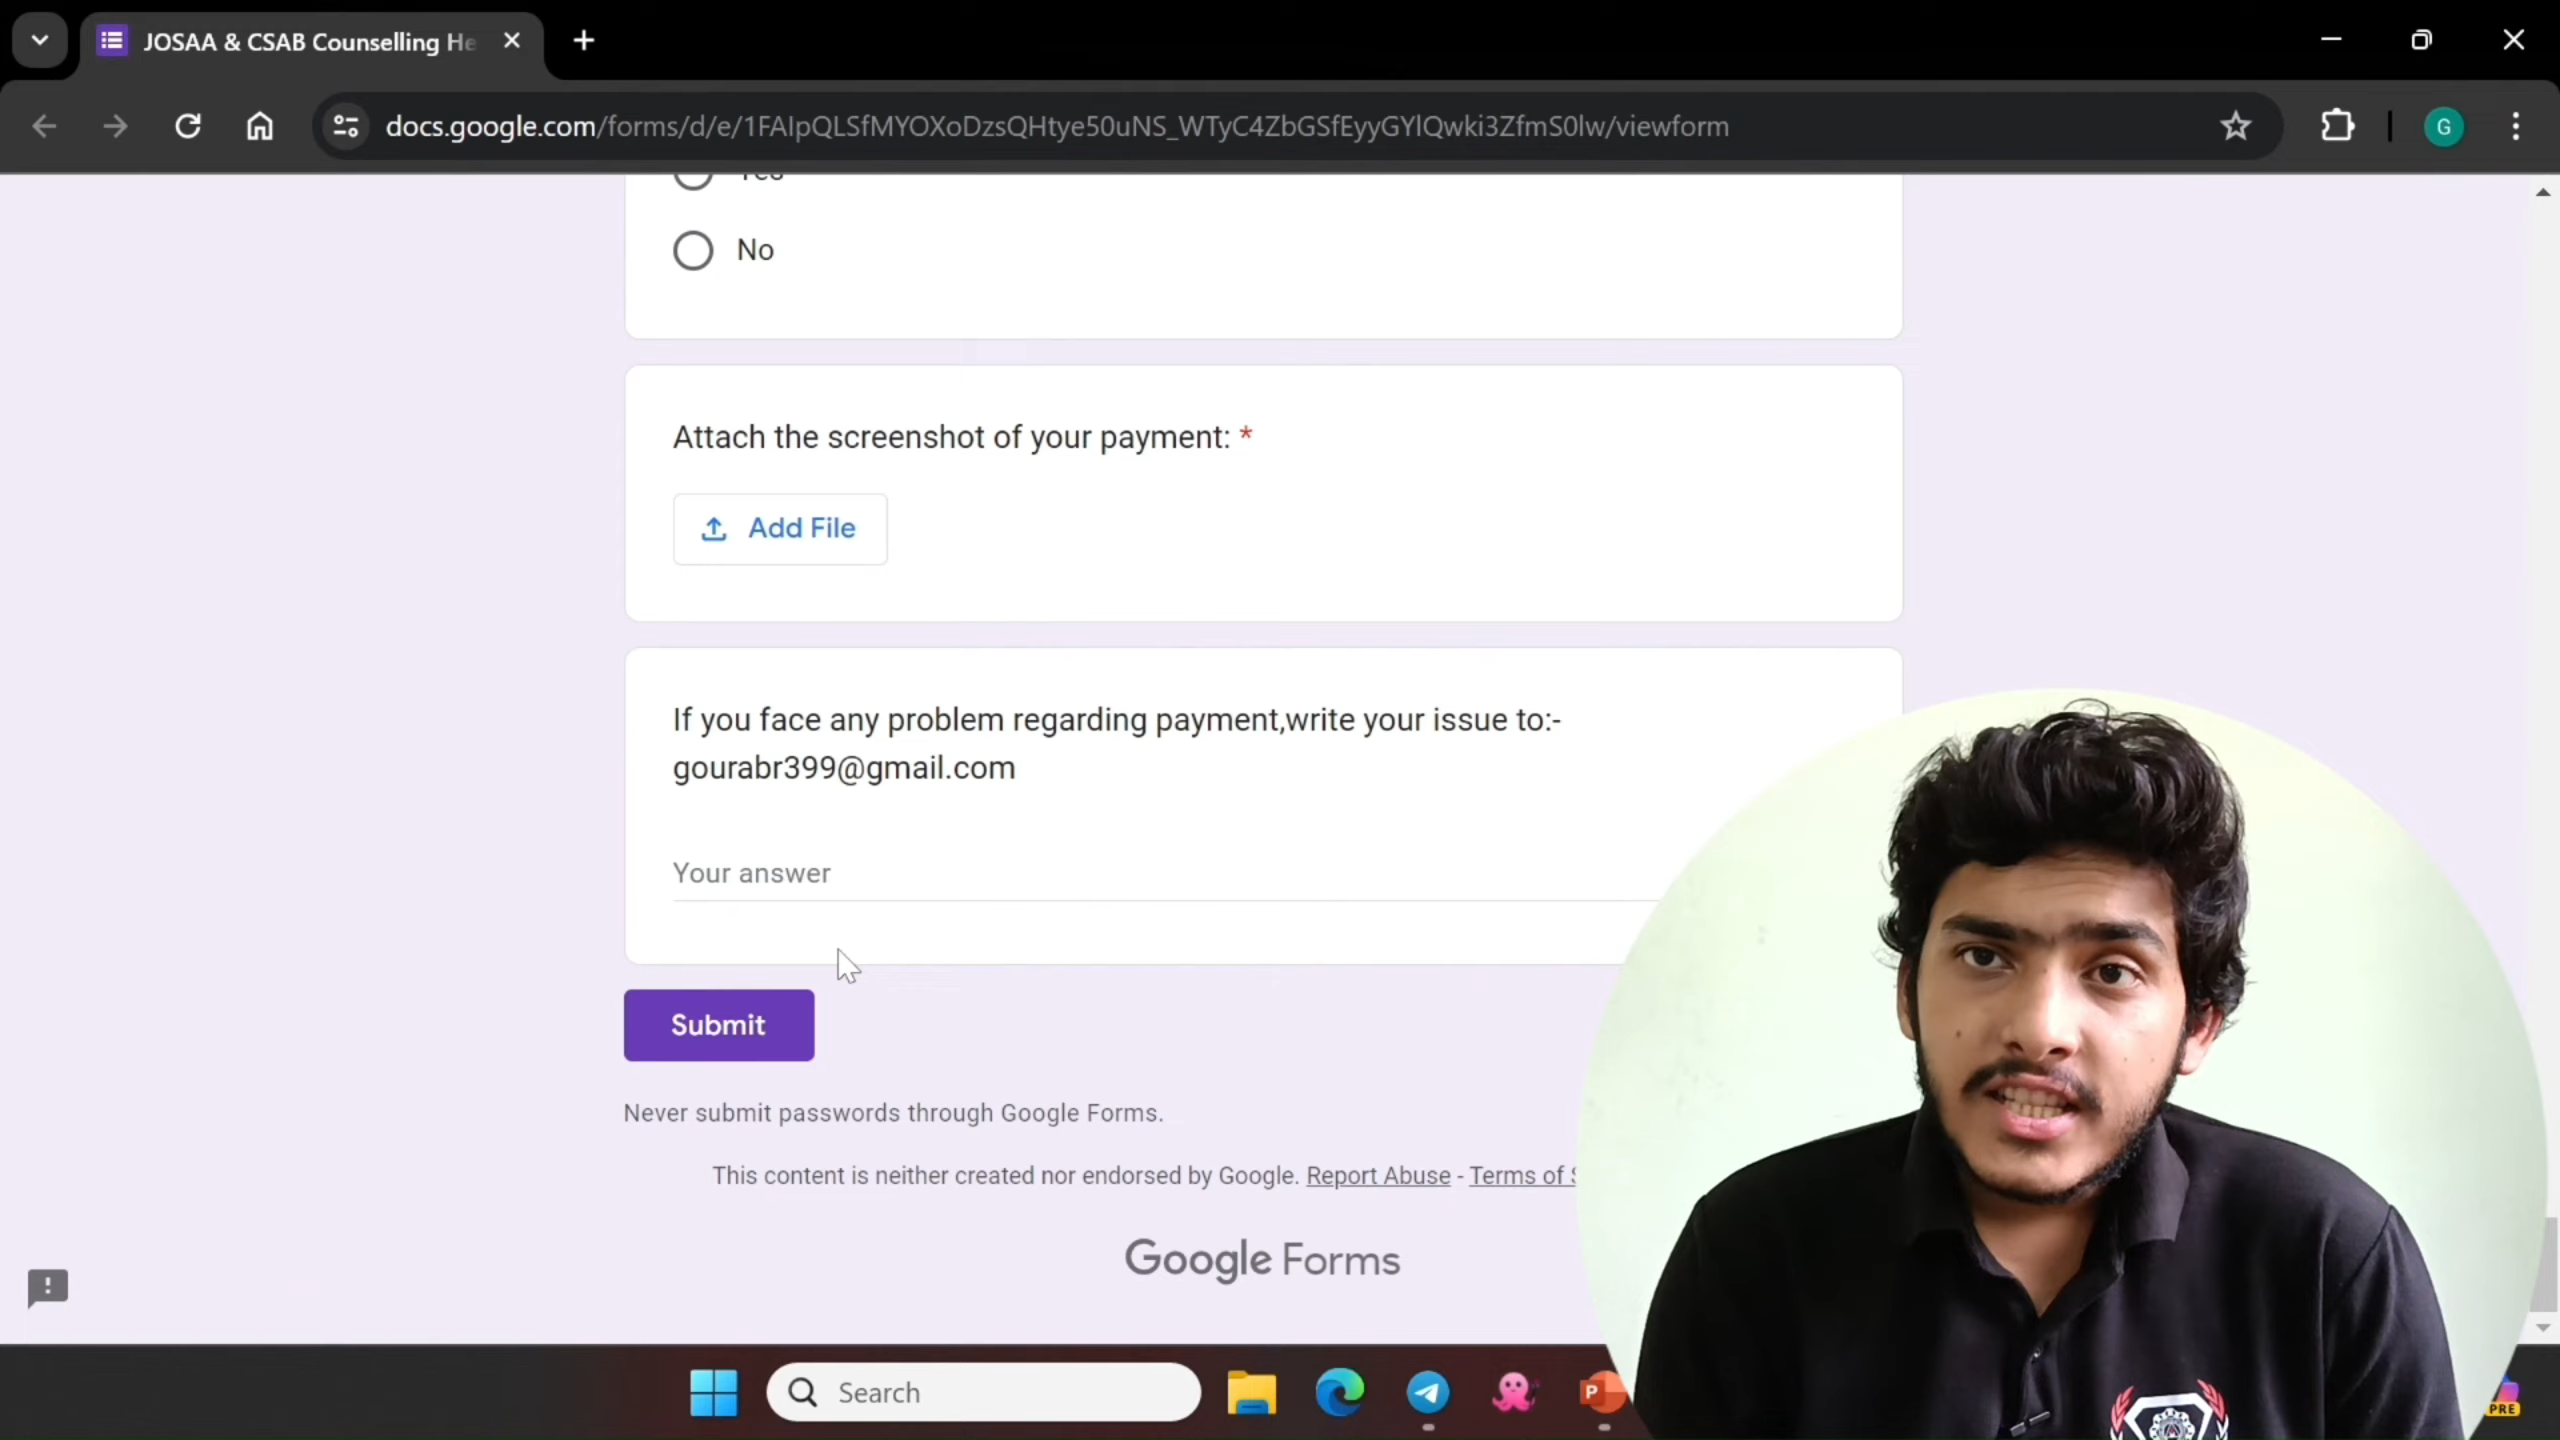 JOSAA & CSAB Counselling He
docs.google.com/forms/d/e/1FAIpQLSfMYOXoDzsQHtye50uNS_WTyC4ZbGSfEyyGYlQwki3ZfmS0lw/viewform
G
Yes
No
Attach the screenshot of your payment: *
Add File
If you face any problem regarding payment,write your issue to:-
gourabr399@gmail.com
Your answer
Submit
Never submit passwords through Google Forms.
This content is neither created nor endorsed by Google. Report Abuse - Terms of S
Google Forms
Search
P
PRE